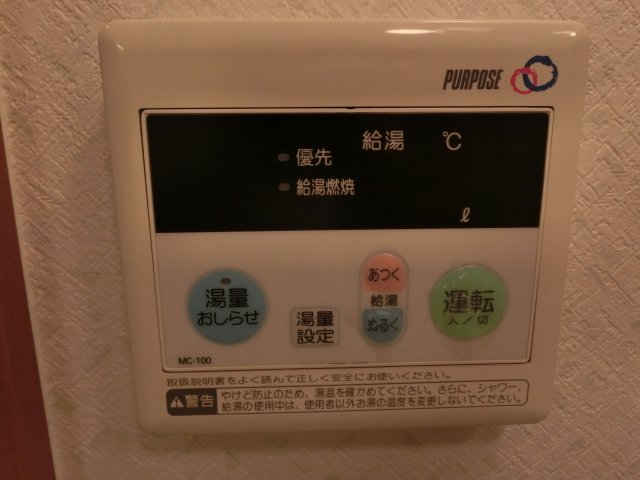 PURPOSE
給湯 ℃
優先
給湯燃焼
ℓ
湯量
おしらせ
湯量
設定
あつく
給湯
ぬるく
運転
入/切
MC-100
取扱説明書をよく読んで正しく安全にお使いください。
警告
やけど防止のため、湯温を確かめてください。さらに、シャワー、
給湯の使用中は、使用者以外お湯の温度を変更しないでください。